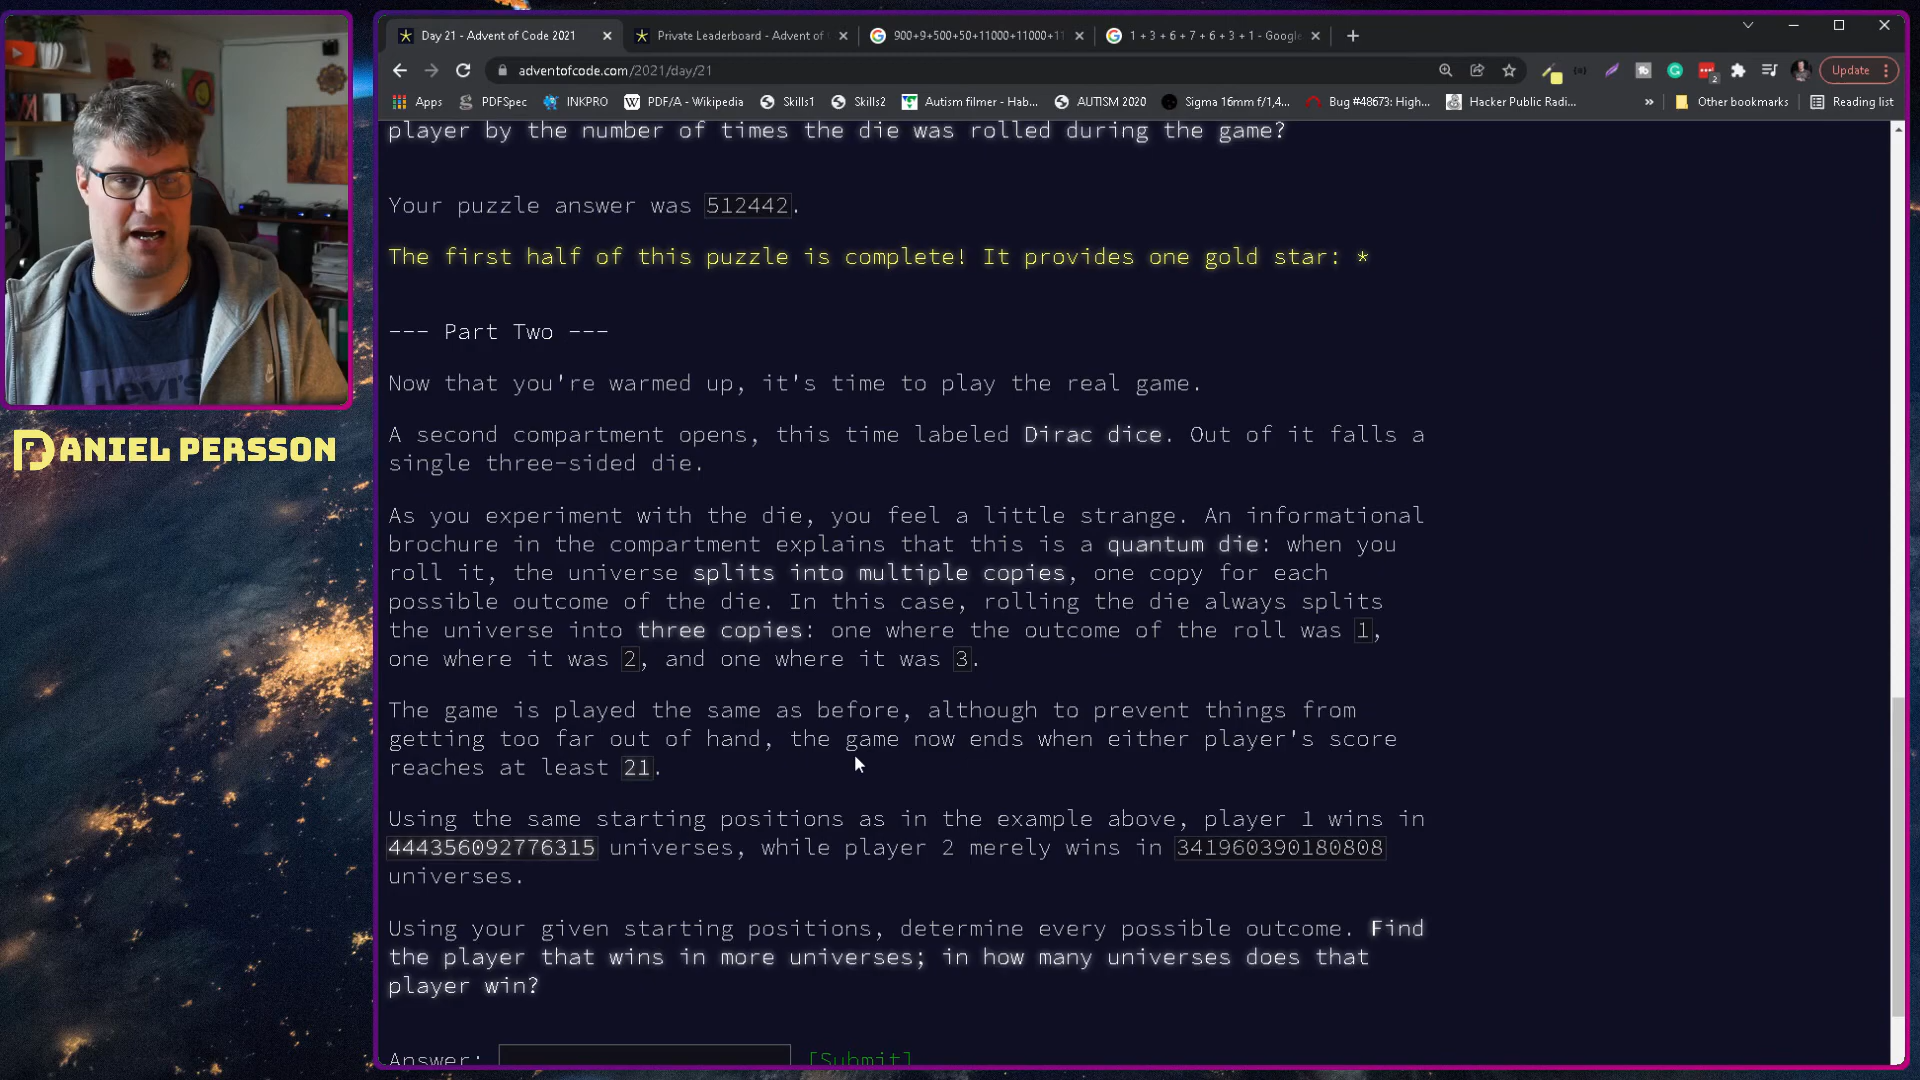 Day 21 - Advent of Code 2021
Private Leaderboard - Advent of
900+9+500+50+11000+11000+11
1 + 3 + 6 + 7 + 6 + 3 + 1 - Google
adventofcode.com/2021/day/21
Update
Apps
PDFSpec
INKPRO
PDF/A - Wikipedia
Skills1
Skills2
Autism filmer - Hab...
AUTISM 2020
Sigma 16mm f/1,4...
Bug #48673: High...
Hacker Public Radi...
»
Other bookmarks
Reading list
player by the number of times the die was rolled during the game?
Your puzzle answer was 512442.
The first half of this puzzle is complete! It provides one gold star: *
--- Part Two ---
Now that you're warmed up, it's time to play the real game.
A second compartment opens, this time labeled Dirac dice. Out of it falls a
single three-sided die.
As you experiment with the die, you feel a little strange. An informational
brochure in the compartment explains that this is a quantum die: when you
roll it, the universe splits into multiple copies, one copy for each
possible outcome of the die. In this case, rolling the die always splits
the universe into three copies: one where the outcome of the roll was 1,
one where it was 2, and one where it was 3.
The game is played the same as before, although to prevent things from
getting too far out of hand, the game now ends when either player's score
reaches at least 21.
Using the same starting positions as in the example above, player 1 wins in
444356092776315 universes, while player 2 merely wins in 341960390180808
universes.
Using your given starting positions, determine every possible outcome. Find
the player that wins in more universes; in how many universes does that
player win?
Answer:
[Submit]
DANIEL PERSSON
Levi's